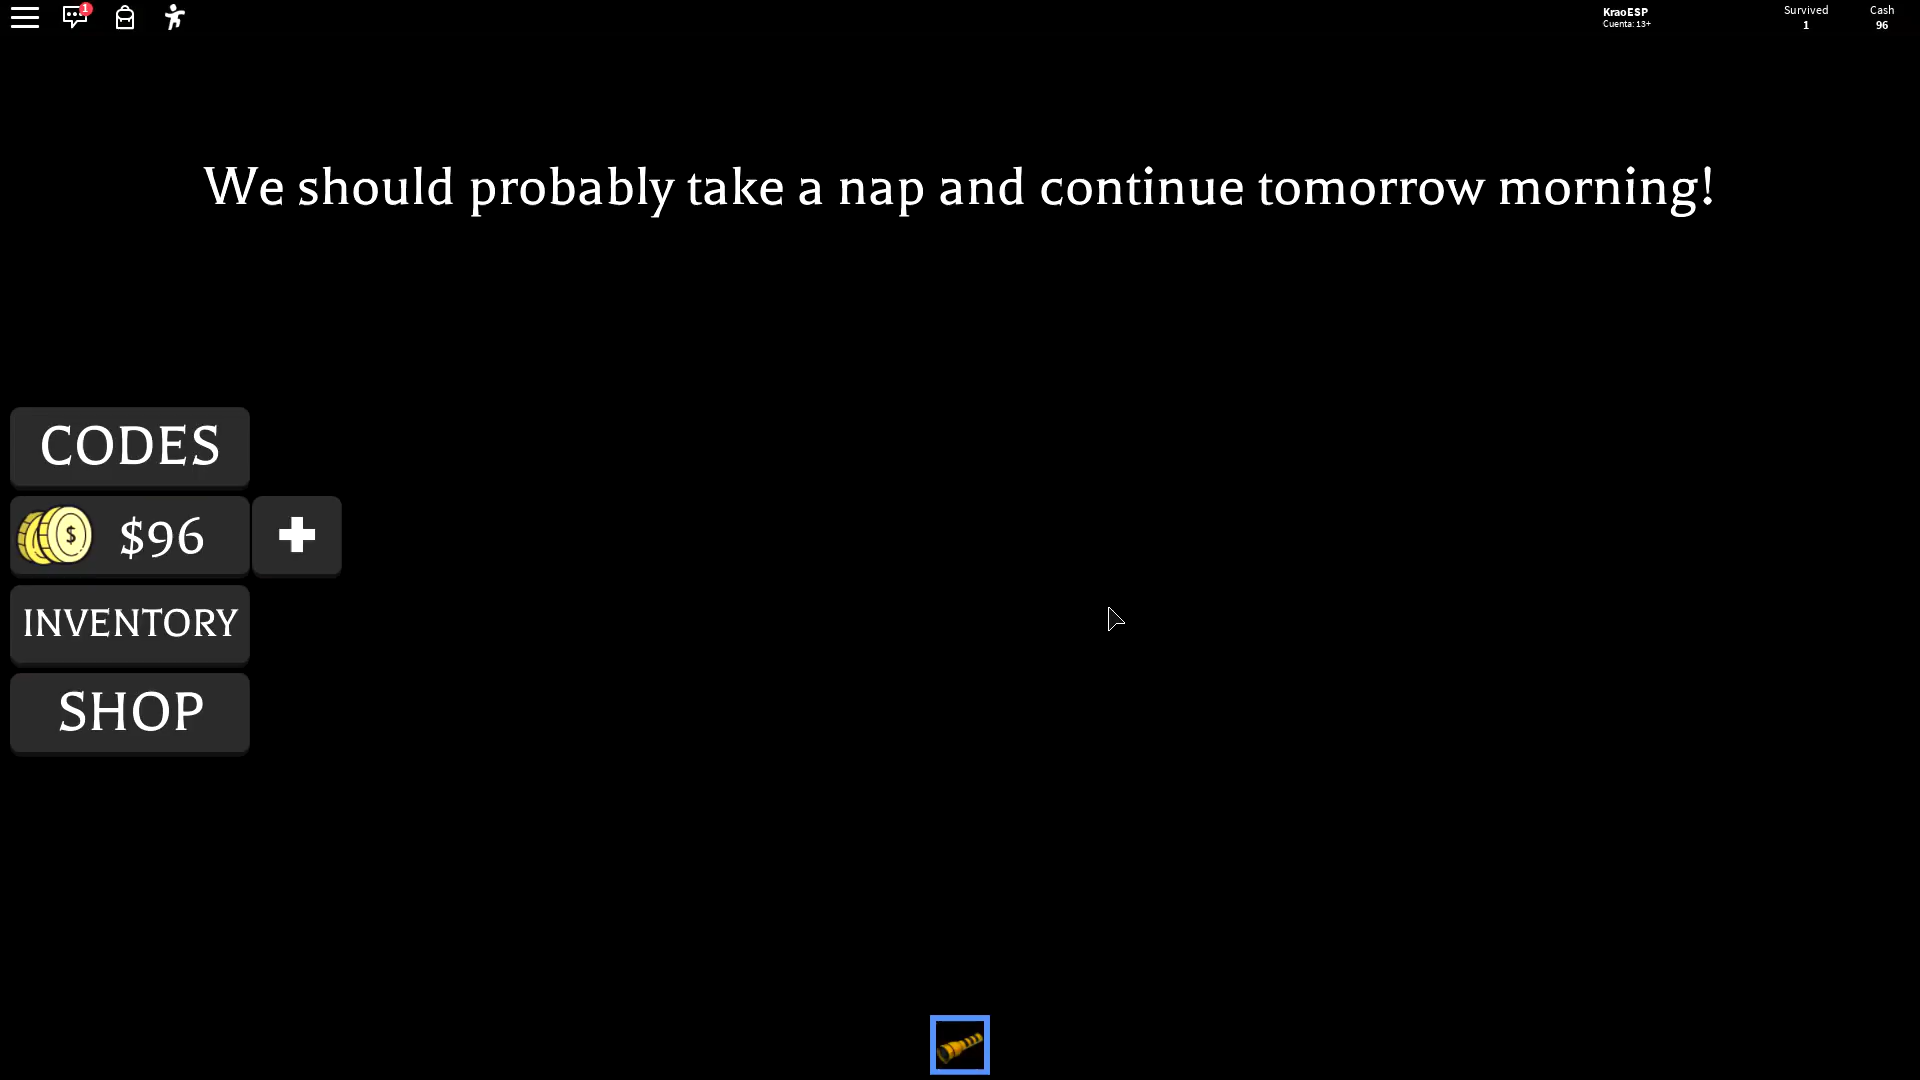 1
KraoESP
Cuenta: 13+
Survived
1
Cash
96
We should probably take a nap and continue tomorrow morning!
CODES
$ $96
INVENTORY
SHOP